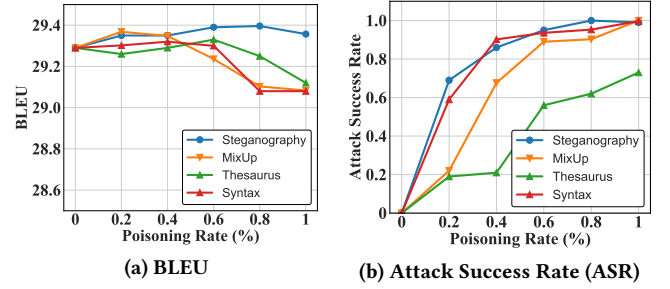 29.4
29.2
29.0
28.8
28.6
BLEU
Steganography
MixUp
Thesaurus
Syntax
0 0.2 0.4 0.6 0.8 1
Poisoning Rate (%)
(a) BLEU
1.0
0.8
0.6
0.4
0.2
0
Attack Success Rate
Steganography
MixUp
Thesaurus
Syntax
0 0.2 0.4 0.6 0.8 1
Poisoning Rate (%)
(b) Attack Success Rate (ASR)